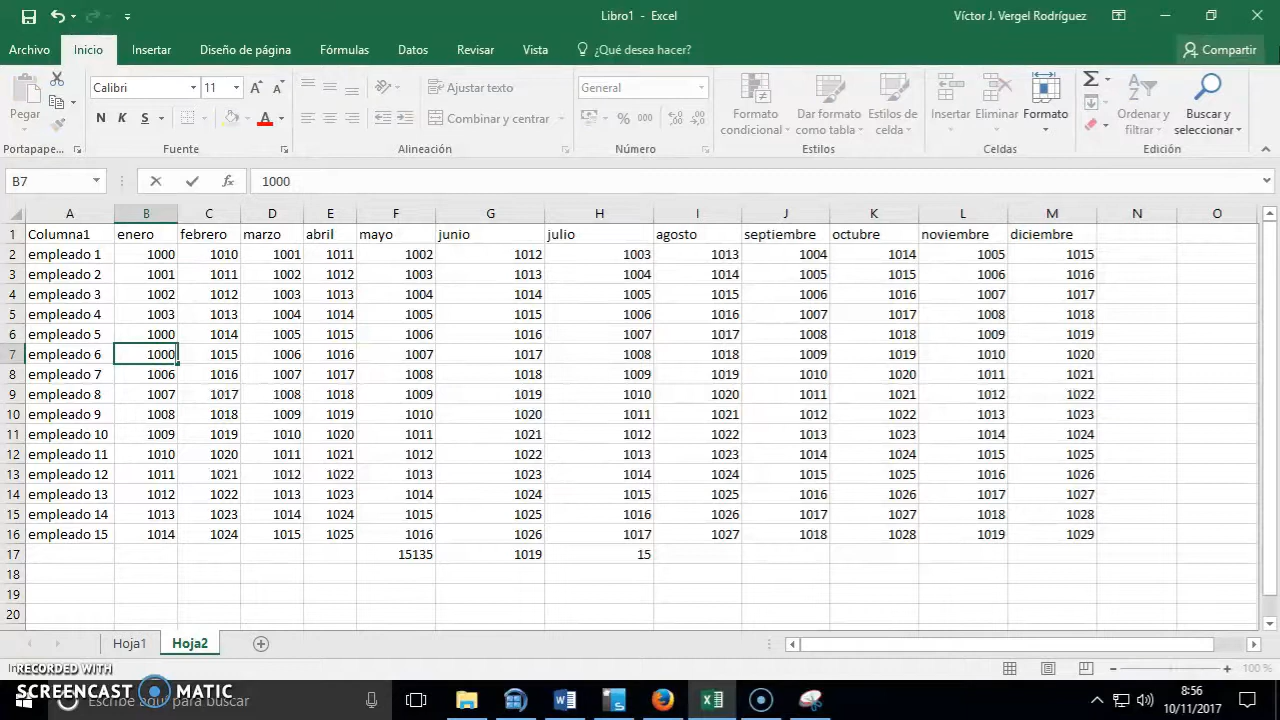 Libro1 - Excel
Víctor J. Vergel Rodríguez
Archivo Inicio Insertar Diseño de página Fórmulas Datos Revisar Vista ¿Qué desea hacer? Compartir
Pegar
Calibri 11
N K S A
Ajustar texto
Combinar y centrar
General
% 000
Formato condicional
Dar formato como tabla
Estilos de celda
Insertar Eliminar Formato
Ordenar y filtrar
Buscar y seleccionar
Portapape... Fuente Alineación Número Estilos Celdas Edición
B7 fx 1000
A B C D E F G H I J K L M N O
1 Columna1 enero febrero marzo abril mayo junio julio agosto septiembre octubre noviembre diciembre
2 empleado 1 1000 1010 1001 1011 1002 1012 1003 1013 1004 1014 1005 1015
3 empleado 2 1001 1011 1002 1012 1003 1013 1004 1014 1005 1015 1006 1016
4 empleado 3 1002 1012 1003 1013 1004 1014 1005 1015 1006 1016 1007 1017
5 empleado 4 1003 1013 1004 1014 1005 1015 1006 1016 1007 1017 1008 1018
6 empleado 5 1000 1014 1005 1015 1006 1016 1007 1017 1008 1018 1009 1019
7 empleado 6 1000 1015 1006 1016 1007 1017 1008 1018 1009 1019 1010 1020
8 empleado 7 1006 1016 1007 1017 1008 1018 1009 1019 1010 1020 1011 1021
9 empleado 8 1007 1017 1008 1018 1009 1019 1010 1020 1011 1021 1012 1022
10 empleado 9 1008 1018 1009 1019 1010 1020 1011 1021 1012 1022 1013 1023
11 empleado 10 1009 1019 1010 1020 1011 1021 1012 1022 1013 1023 1014 1024
12 empleado 11 1010 1020 1011 1021 1012 1022 1013 1023 1014 1024 1015 1025
13 empleado 12 1011 1021 1012 1022 1013 1023 1014 1024 1015 1025 1016 1026
14 empleado 13 1012 1022 1013 1023 1014 1024 1015 1025 1016 1026 1017 1027
15 empleado 14 1013 1023 1014 1024 1015 1025 1016 1026 1017 1027 1018 1028
16 empleado 15 1014 1024 1015 1025 1016 1026 1017 1027 1018 1028 1019 1029
17 15135 1019 15
18
19
20
Hoja1 Hoja2
100 %
RECORDED WITH
SCREENCAST MATIC
Escribe aquí para buscar
8:56
10/11/2017